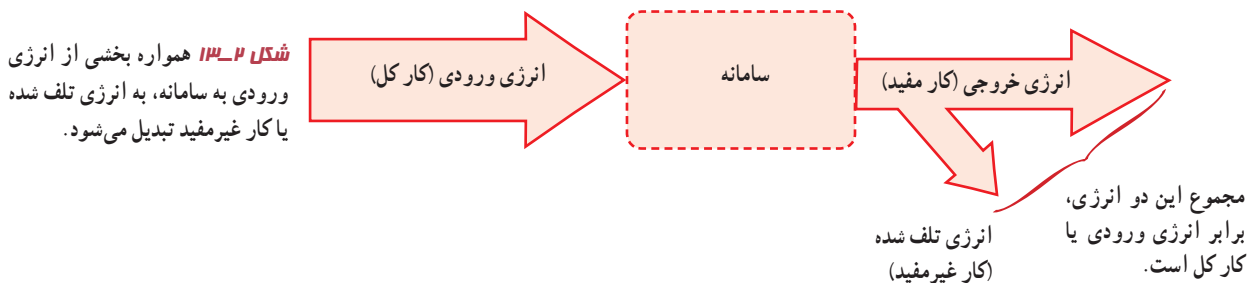 شکل ۲ــ۱۳ همواره بخشی از انرژی
ورودی به سامانه، به انرژی تلف شده
یا کار غیرمفید تبدیل می‌شود.
انرژی ورودی (کار کل)
سامانه
انرژی خروجی (کار مفید)
انرژی تلف شده
(کار غیرمفید)
مجموع این دو انرژی،
برابر انرژی ورودی یا
کار کل است.